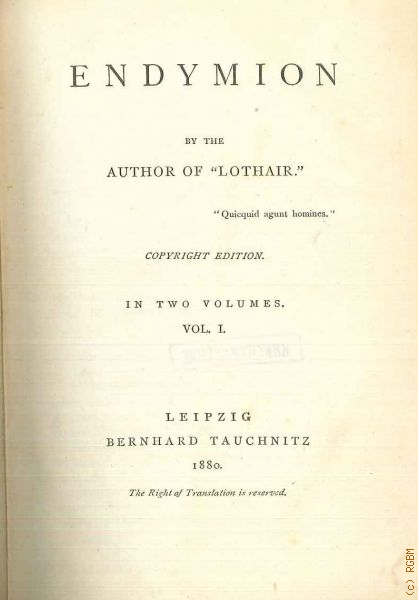 ENDYMION
BY THE
AUTHOR OF "LOTHAIR."
"Quicquid agunt homines."
COPYRIGHT EDITION.
IN TWO VOLUMES.
VOL. I.
LEIPZIG
BERNHARD TAUCHNITZ
1880.
The Right of Translation is reserved.
(c) RGBM